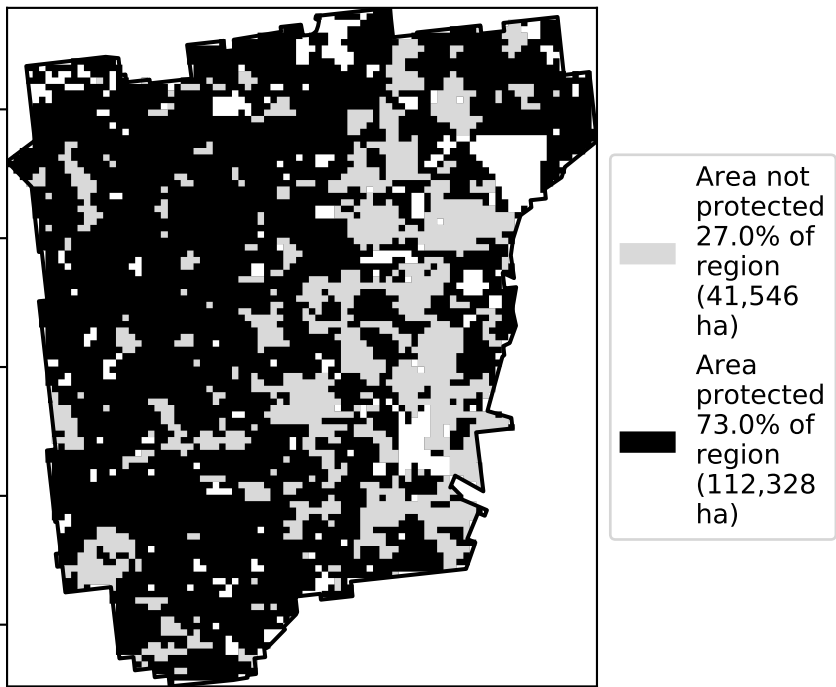 Area not
protected
27.0% of
region
(41,546
ha)
Area
protected
73.0% of
region
(112,328
ha)